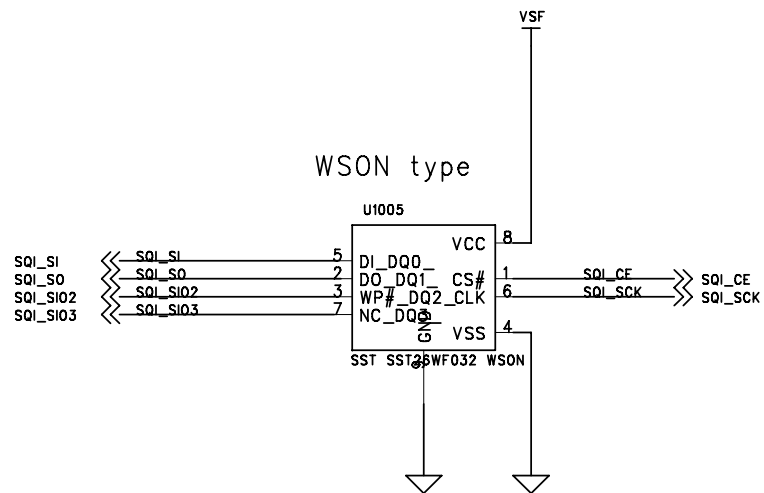 VSF
WSON type
U1005
VCC 8
SQI_SI SQI_SI 5 DI_DQ0_
SQI_SO SQI_SO 2 DO_DQ1_ CS# 1 SQI_CE SQI_CE
SQI_SIO2 SQI_SIO2 3 WP#_DQ2_CLK 6 SQI_SCK SQI_SCK
SQI_SIO3 SQI_SIO3 7 NC_DQ3_
GND
VSS 4
SST SST26WF032 WSON
9